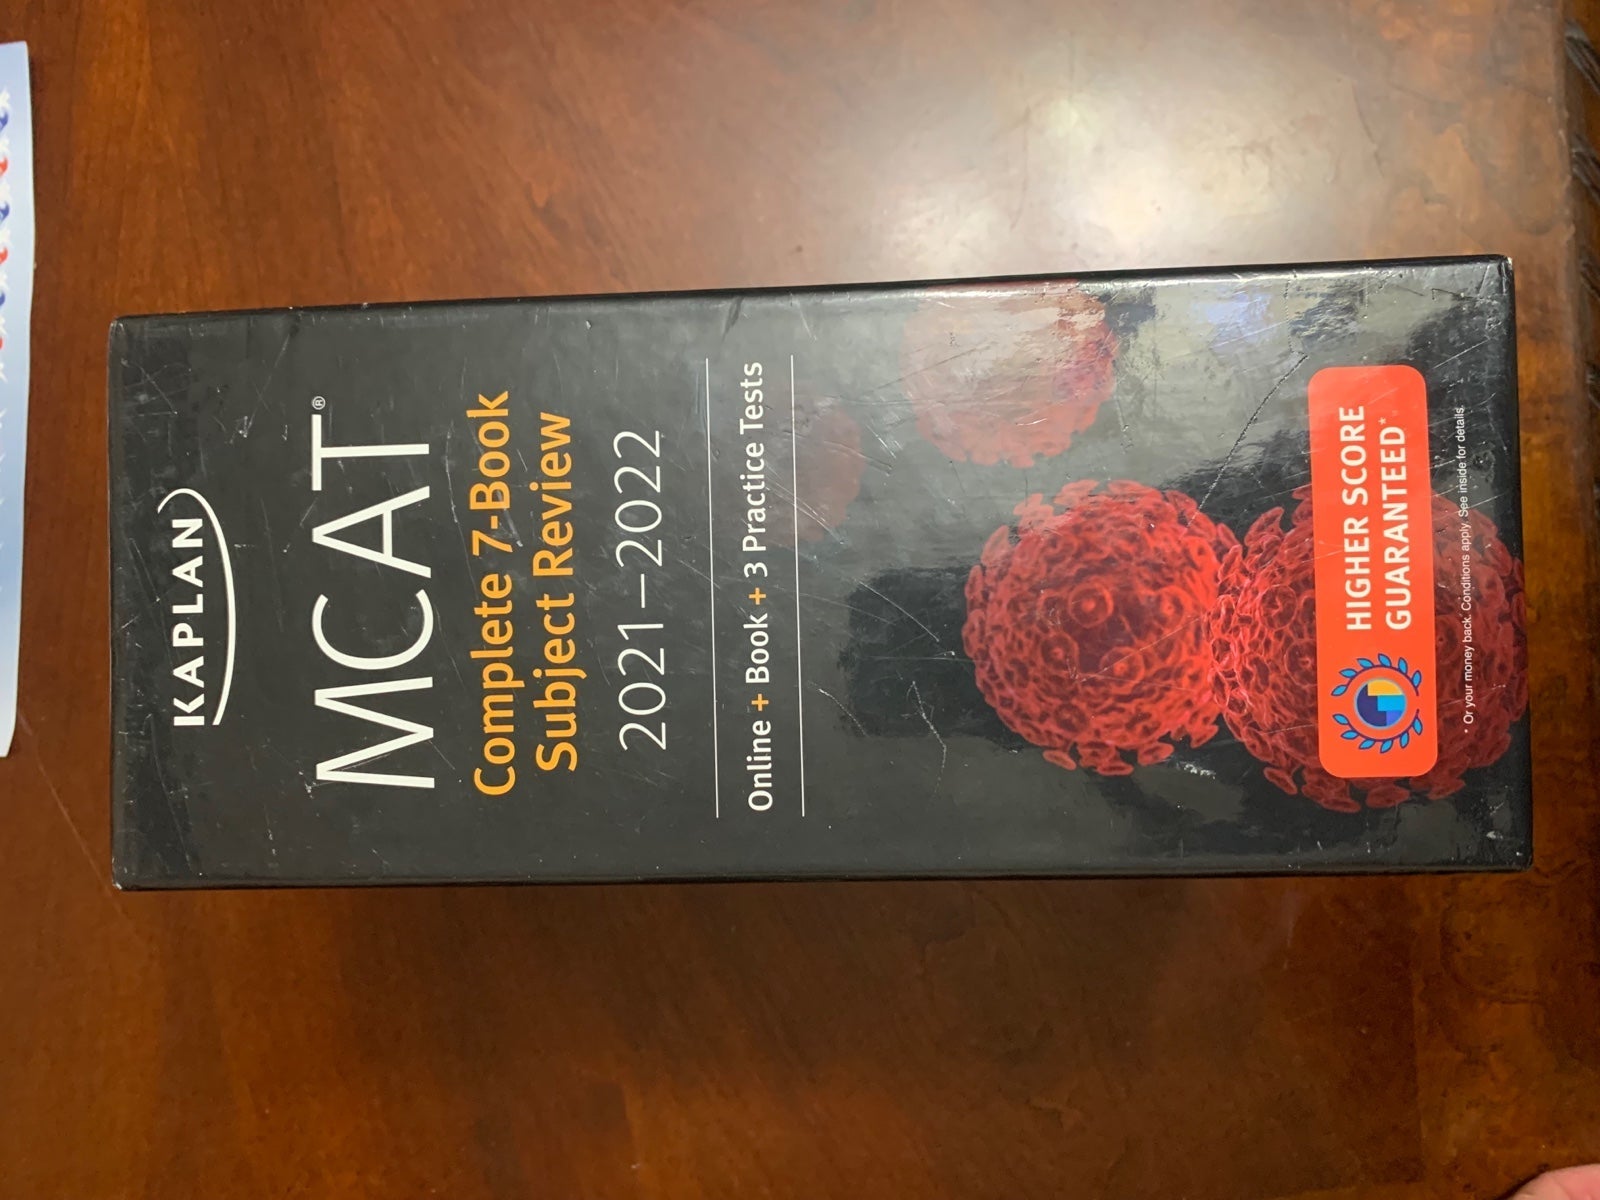 KAPLAN
MCAT®
Complete 7-Book
Subject Review
2021–2022
Online + Book + 3 Practice Tests
HIGHER SCORE
GUARANTEED*
* Or your money back. Conditions apply. See inside for details.